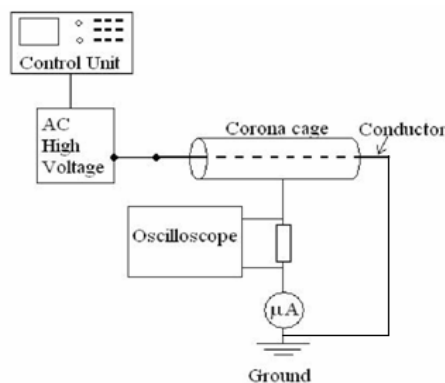 Control Unit
AC
High
Voltage
Corona cage
Conductor
Oscilloscope
μA
Ground